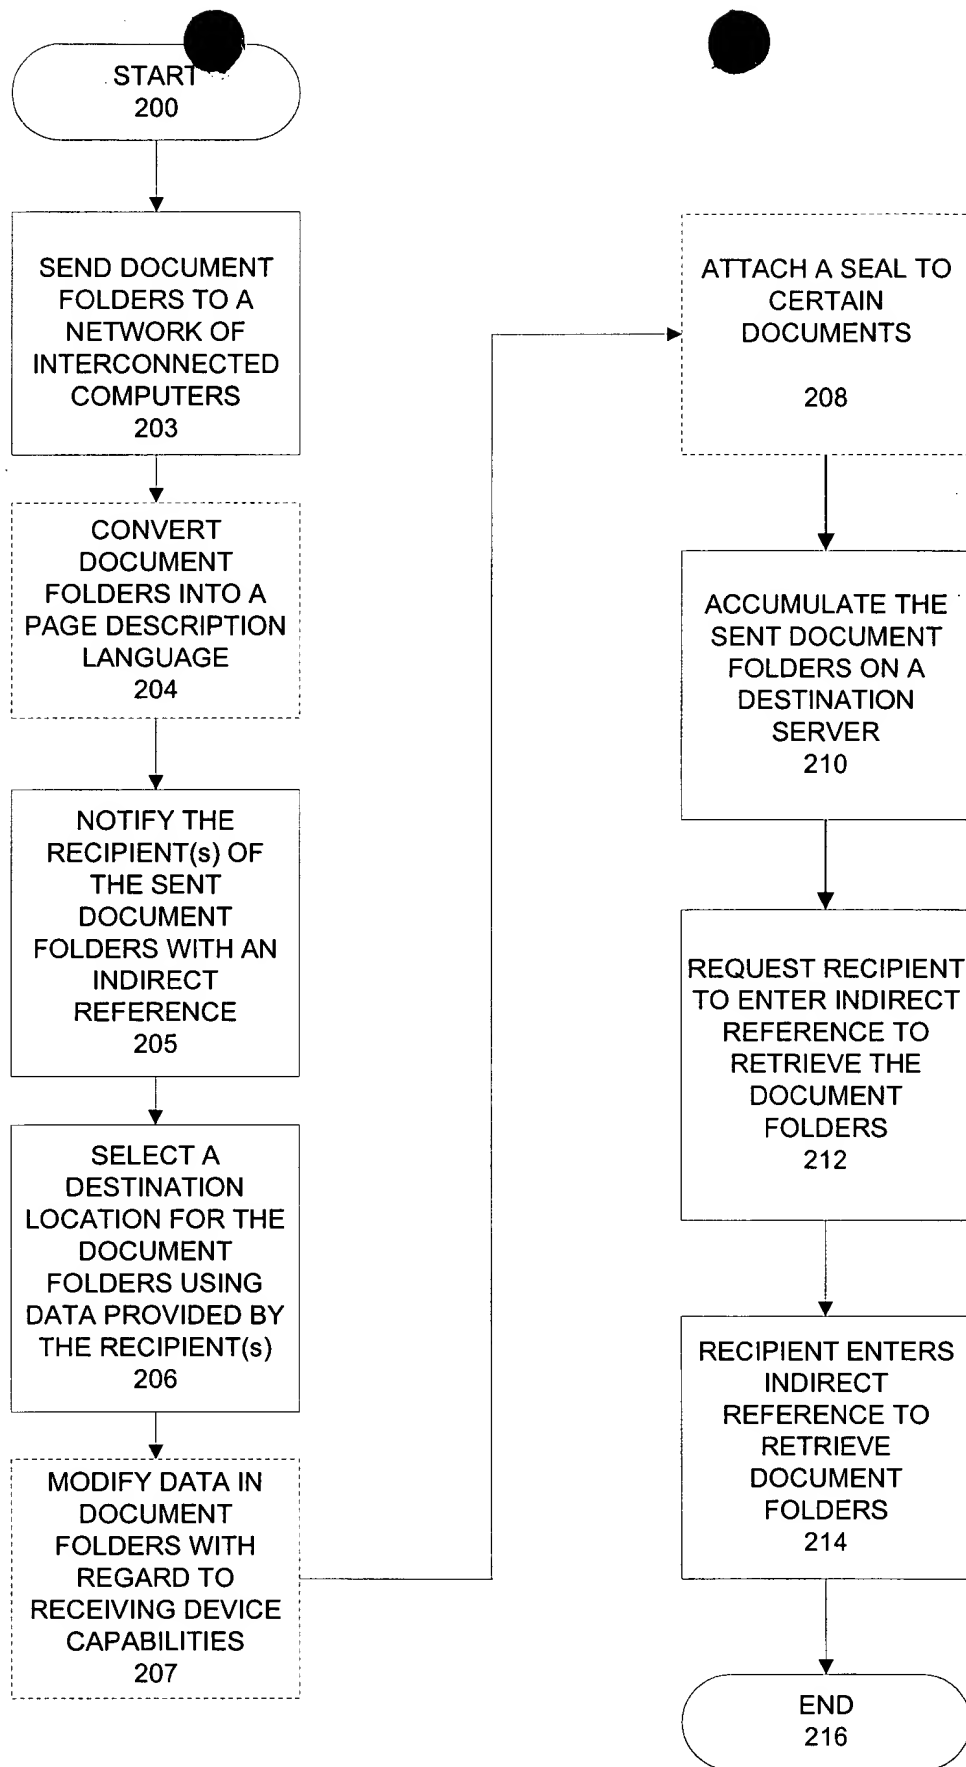 START
200
SEND DOCUMENT
FOLDERS TO A
NETWORK OF
INTERCONNECTED
COMPUTERS
203
CONVERT
DOCUMENT
FOLDERS INTO A
PAGE DESCRIPTION
LANGUAGE
204
NOTIFY THE
RECIPIENT(s) OF
THE SENT
DOCUMENT
FOLDERS WITH AN
INDIRECT
REFERENCE
205
SELECT A
DESTINATION
LOCATION FOR THE
DOCUMENT
FOLDERS USING
DATA PROVIDED BY
THE RECIPIENT(s)
206
MODIFY DATA IN
DOCUMENT
FOLDERS WITH
REGARD TO
RECEIVING DEVICE
CAPABILITIES
207
ATTACH A SEAL TO
CERTAIN
DOCUMENTS
208
ACCUMULATE THE
SENT DOCUMENT
FOLDERS ON A
DESTINATION
SERVER
210
REQUEST RECIPIENT
TO ENTER INDIRECT
REFERENCE TO
RETRIEVE THE
DOCUMENT
FOLDERS
212
RECIPIENT ENTERS
INDIRECT
REFERENCE TO
RETRIEVE
DOCUMENT
FOLDERS
214
END
216